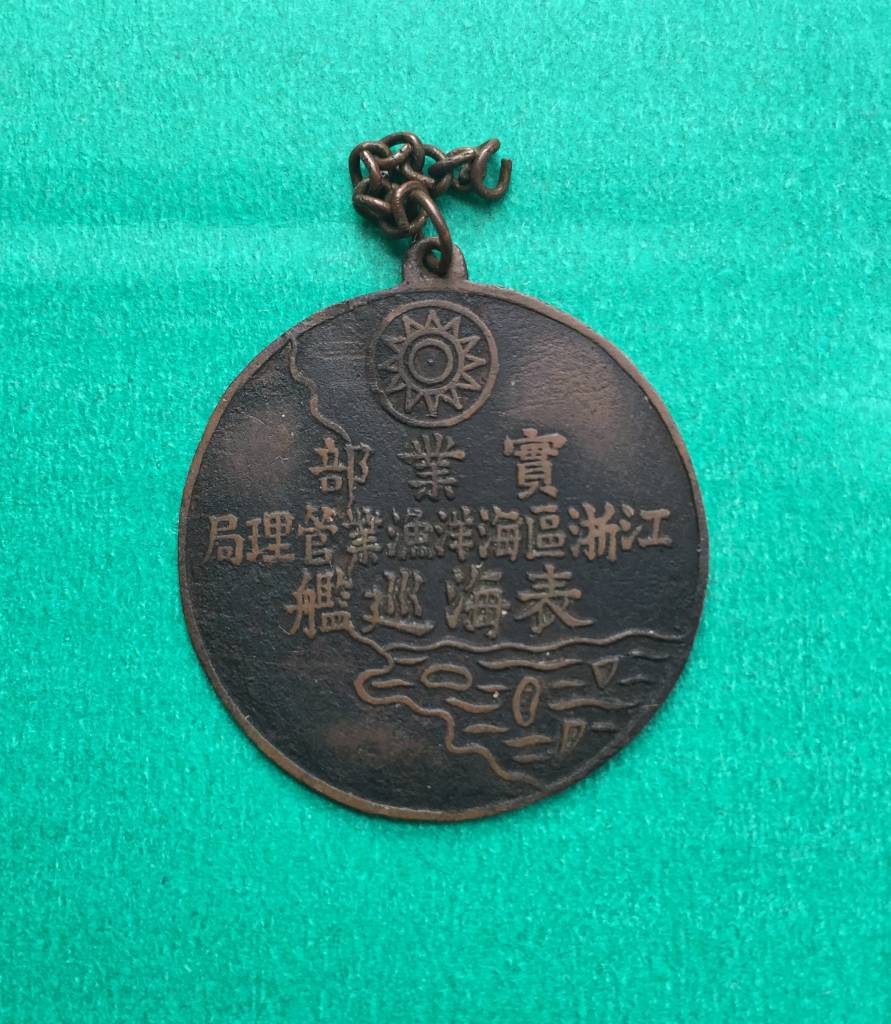 實業部
江浙區海洋漁業管理局
表海巡艦